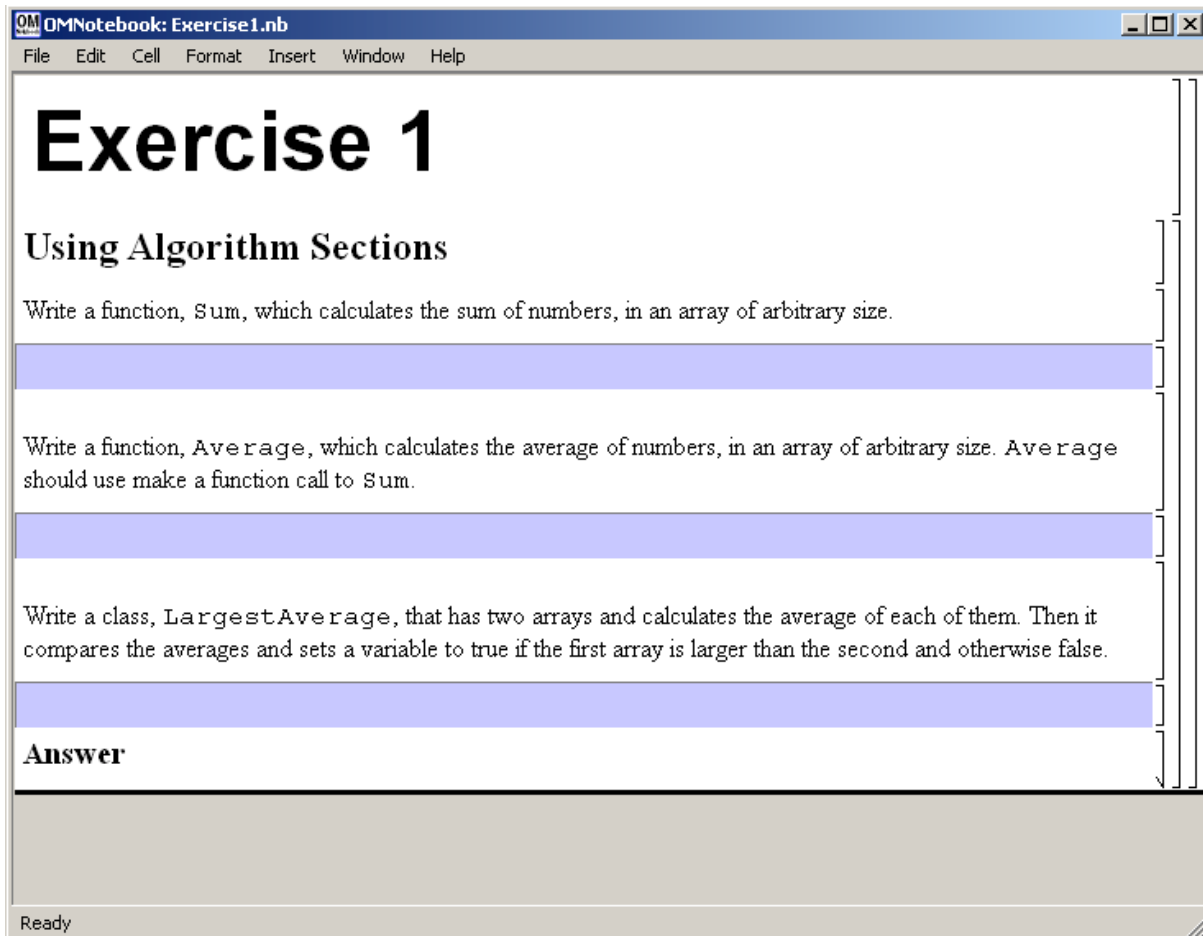 OMNotebook: Exercise1.nb
File Edit Cell Format Insert Window Help
Exercise 1
Using Algorithm Sections
Write a function, Sum, which calculates the sum of numbers, in an array of arbitrary size.
Write a function, Average, which calculates the average of numbers, in an array of arbitrary size. Average
should use make a function call to Sum.
Write a class, LargestAverage, that has two arrays and calculates the average of each of them. Then it
compares the averages and sets a variable to true if the first array is larger than the second and otherwise false.
Answer
Ready